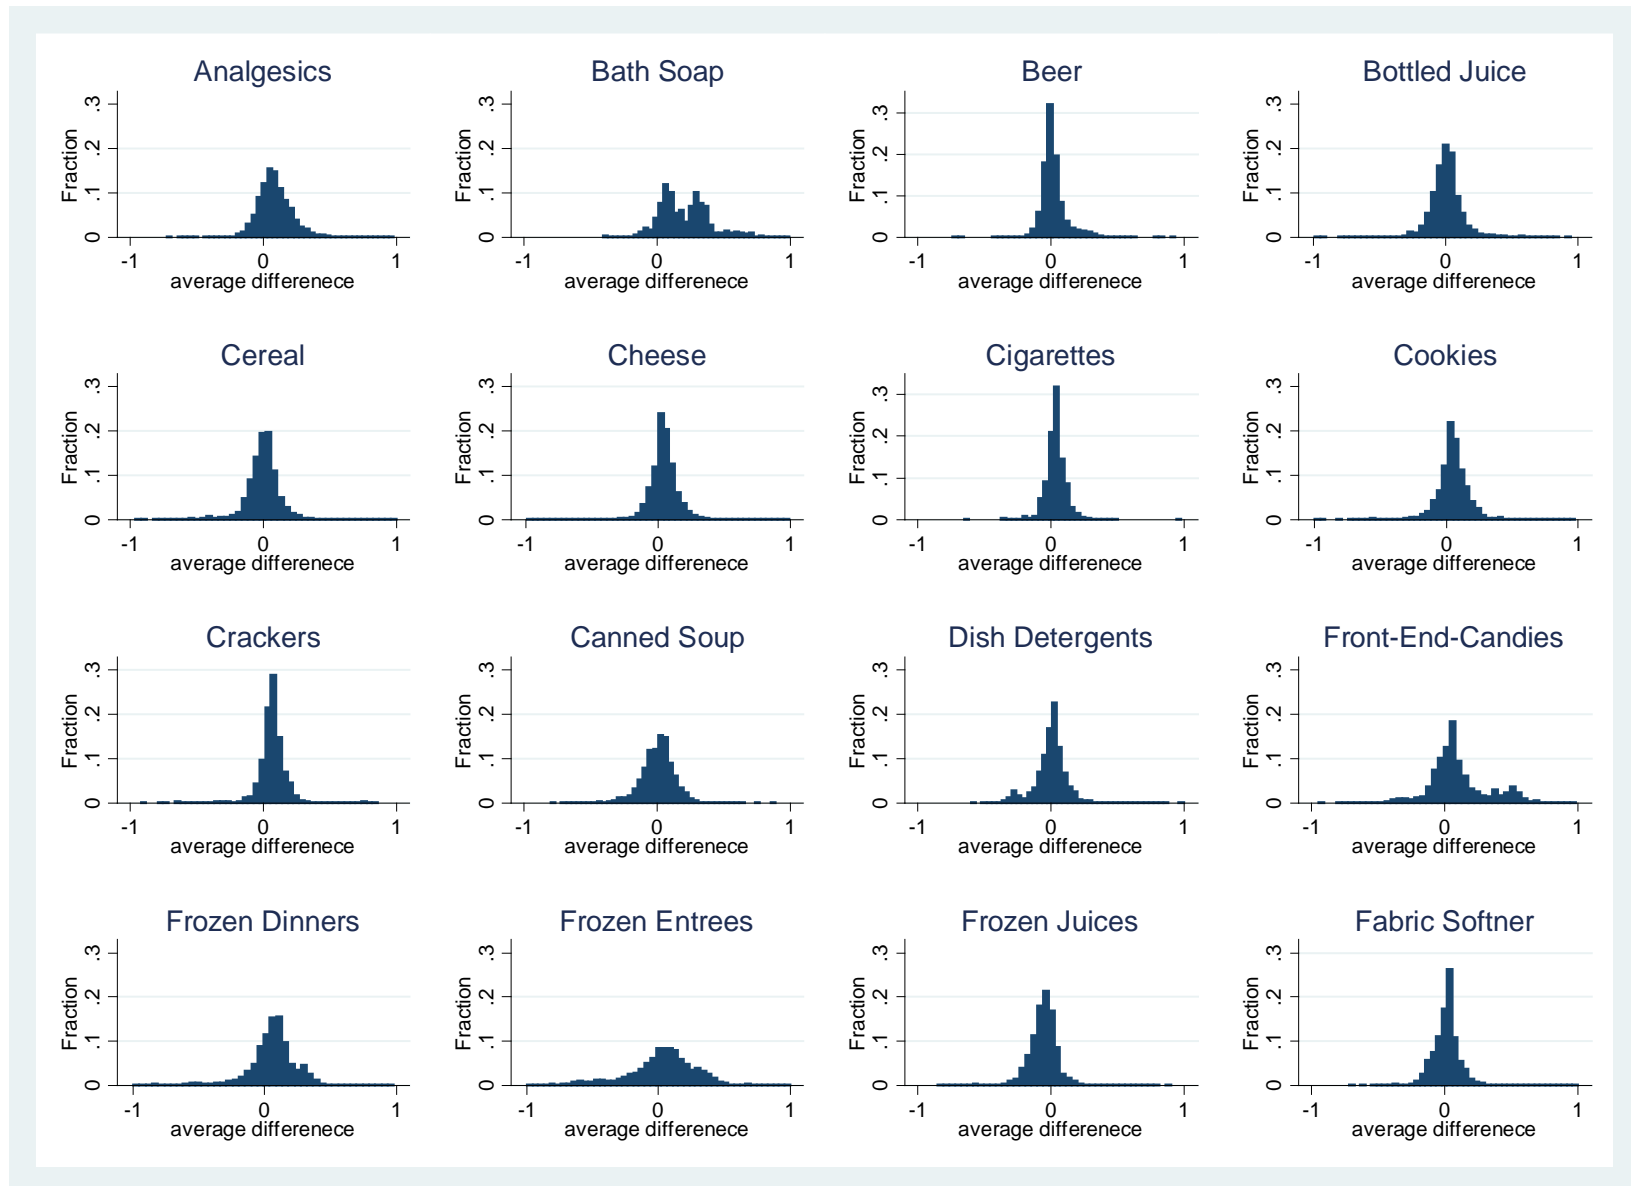 Analgesics Bath Soap Beer Bottled Juice
Fraction 0 .1 .2 .3 Fraction 0 .1 .2 .3 Fraction 0 .1 .2 .3 Fraction 0 .1 .2 .3
-1 0 1 -1 0 1 -1 0 1 -1 0 1
average differenece average differenece average differenece average differenece
Cereal Cheese Cigarettes Cookies
Fraction 0 .1 .2 .3 Fraction 0 .1 .2 .3 Fraction 0 .1 .2 .3 Fraction 0 .1 .2 .3
-1 0 1 -1 0 1 -1 0 1 -1 0 1
average differenece average differenece average differenece average differenece
Crackers Canned Soup Dish Detergents Front-End-Candies
Fraction 0 .1 .2 .3 Fraction 0 .1 .2 .3 Fraction 0 .1 .2 .3 Fraction 0 .1 .2 .3
-1 0 1 -1 0 1 -1 0 1 -1 0 1
average differenece average differenece average differenece average differenece
Frozen Dinners Frozen Entrees Frozen Juices Fabric Softner
Fraction 0 .1 .2 .3 Fraction 0 .1 .2 .3 Fraction 0 .1 .2 .3 Fraction 0 .1 .2 .3
-1 0 1 -1 0 1 -1 0 1 -1 0 1
average differenece average differenece average differenece average differenece